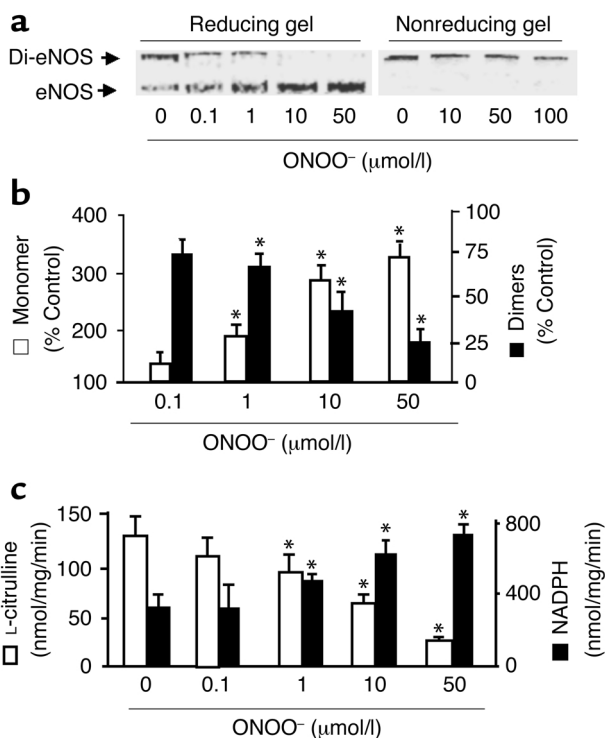 a
Reducing gel
Nonreducing gel
Di-eNOS
eNOS
0 0.1 1 10 50
0 10 50 100
ONOO⁻ (μmol/l)
b
□ Monomer
(% Control)
400
300
200
100
* * * * * *
100
75
50
25
0
■ Dimers
(% Control)
0.1 1 10 50
ONOO⁻ (μmol/l)
c
□ L-citrulline
(nmol/mg/min)
150
100
50
0
* * * * * *
800
400
0
■ NADPH
(nmol/mg/min)
0 0.1 1 10 50
ONOO⁻ (μmol/l)